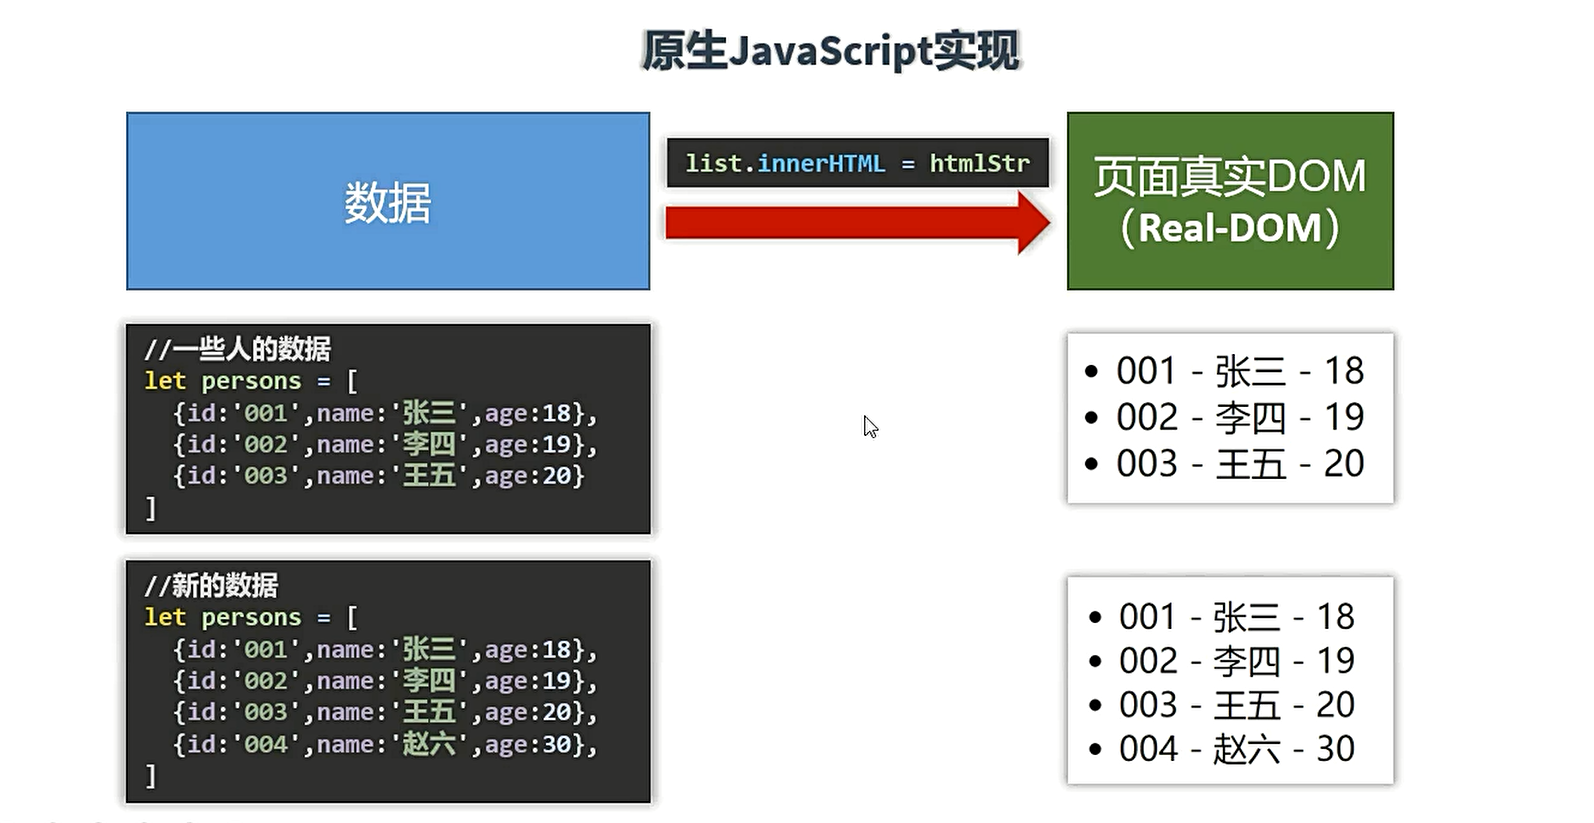 原生JavaScript实现
数据
list.innerHTML = htmlStr
页面真实DOM
（Real-DOM）
//一些人的数据
let persons = [
{id:'001',name:'张三',age:18},
{id:'002',name:'李四',age:19},
{id:'003',name:'王五',age:20}
]
• 001 - 张三 - 18
• 002 - 李四 - 19
• 003 - 王五 - 20
//新的数据
let persons = [
{id:'001',name:'张三',age:18},
{id:'002',name:'李四',age:19},
{id:'003',name:'王五',age:20},
{id:'004',name:'赵六',age:30},
]
• 001 - 张三 - 18
• 002 - 李四 - 19
• 003 - 王五 - 20
• 004 - 赵六 - 30